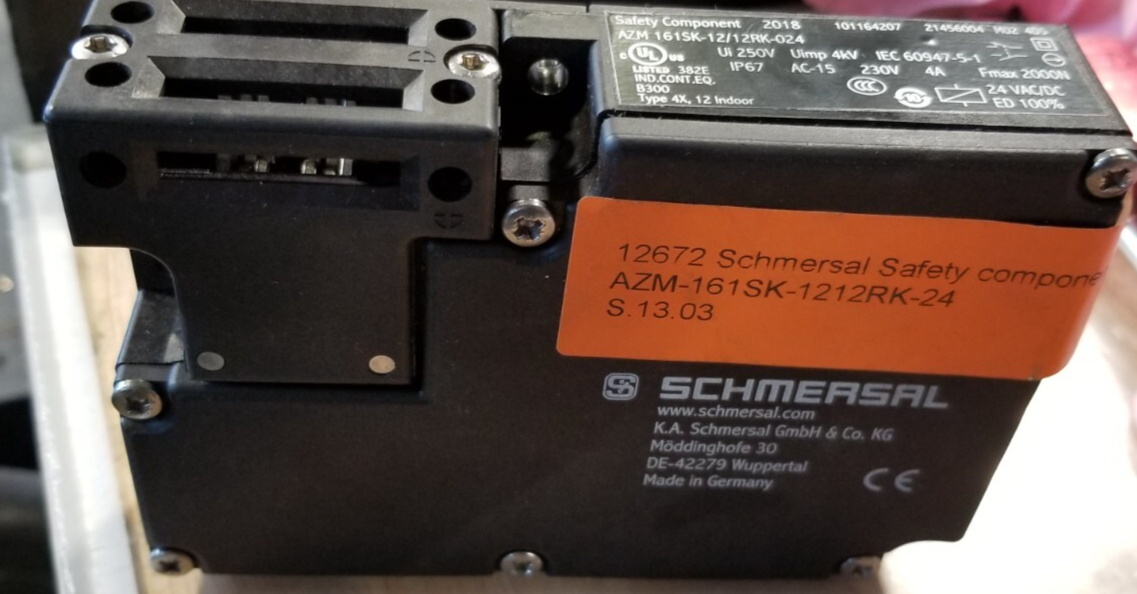 Safety Component 2018 101164207 21456004
AZM 161SK-12/12RK-024
c UL us Ui 250V Uimp 4kV IEC 60947-5-1
LISTED 382E IP67 AC-15 230V 4A Fmax 2000N
IND.CONT.EQ.
B300 CCC 24 VAC/DC
Type 4X, 12 Indoor ED 100%
12672 Schmersal Safety compone
AZM-161SK-1212RK-24
S.13.03
SCHMERSAL
www.schmersal.com
K.A. Schmersal GmbH & Co. KG
Möddinghofe 30
DE-42279 Wuppertal
Made in Germany CE